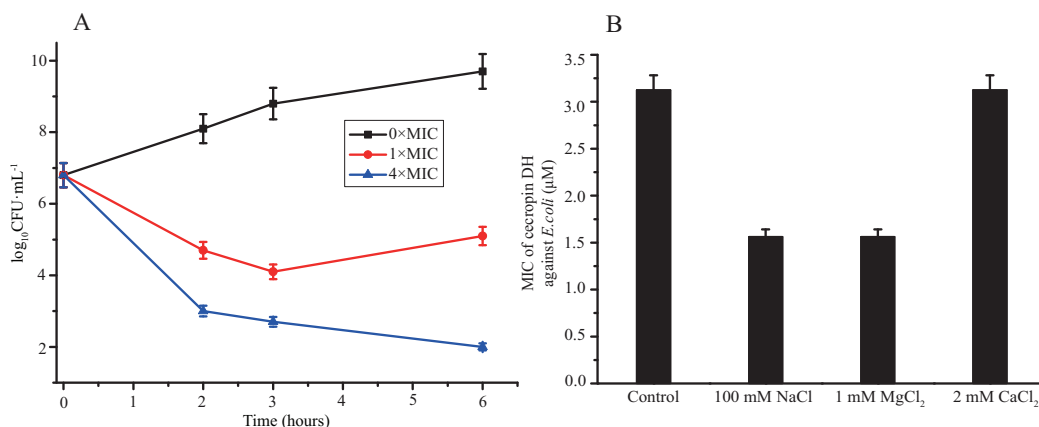 A
log₁₀CFU·mL⁻¹
10
8
6
4
2
0×MIC
1×MIC
4×MIC
0 1 2 3 4 5 6
Time (hours)
B
MIC of cecropin DH
against E.coli (μM)
3.5
3.0
2.5
2.0
1.5
1.0
0.5
0.0
Control 100 mM NaCl 1 mM MgCl₂ 2 mM CaCl₂